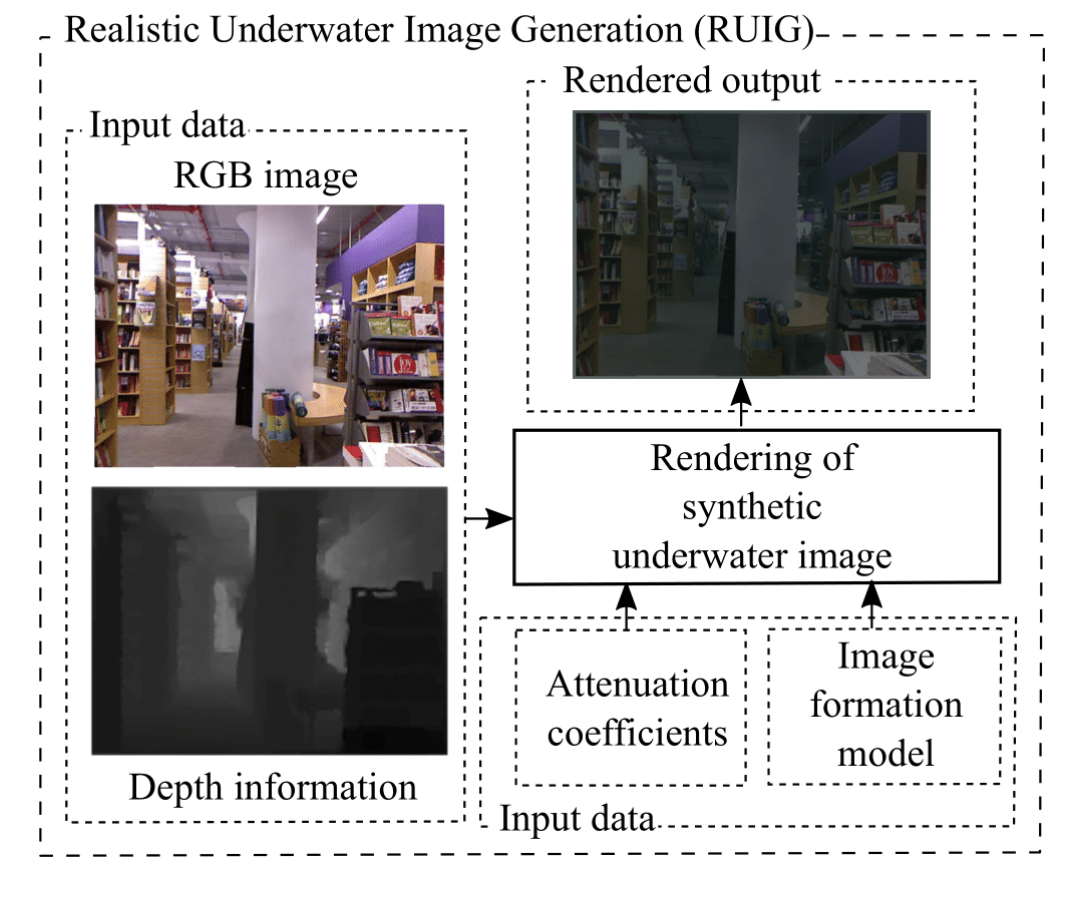 Realistic Underwater Image Generation (RUIG)
Input data
RGB image
Depth information
Rendered output
Rendering of
synthetic
underwater image
Attenuation
coefficients
Image
formation
model
Input data